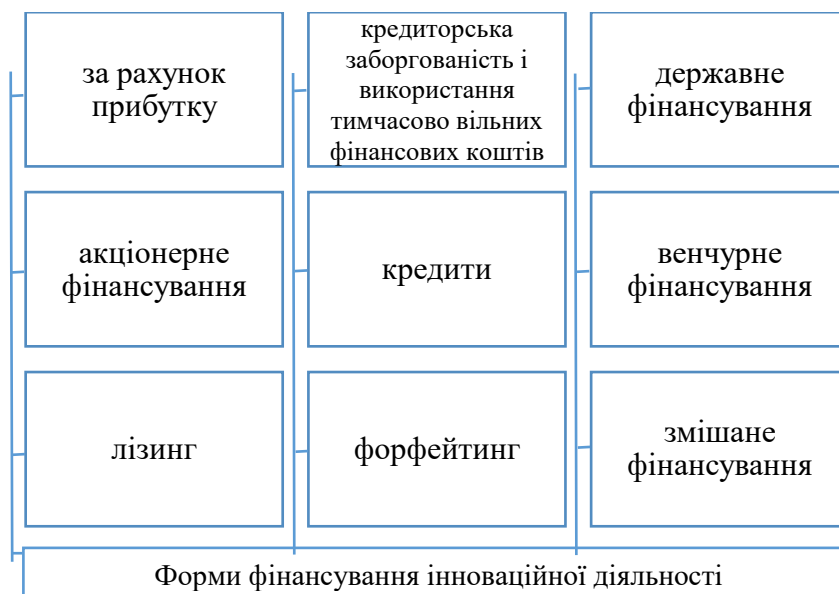 за рахунок
прибутку
кредиторська
заборгованість і
використання
тимчасово вільних
фінансових коштів
державне
фінансування
акціонерне
фінансування
кредити
венчурне
фінансування
лізинг
форфейтинг
змішане
фінансування
Форми фінансування інноваційної діяльності